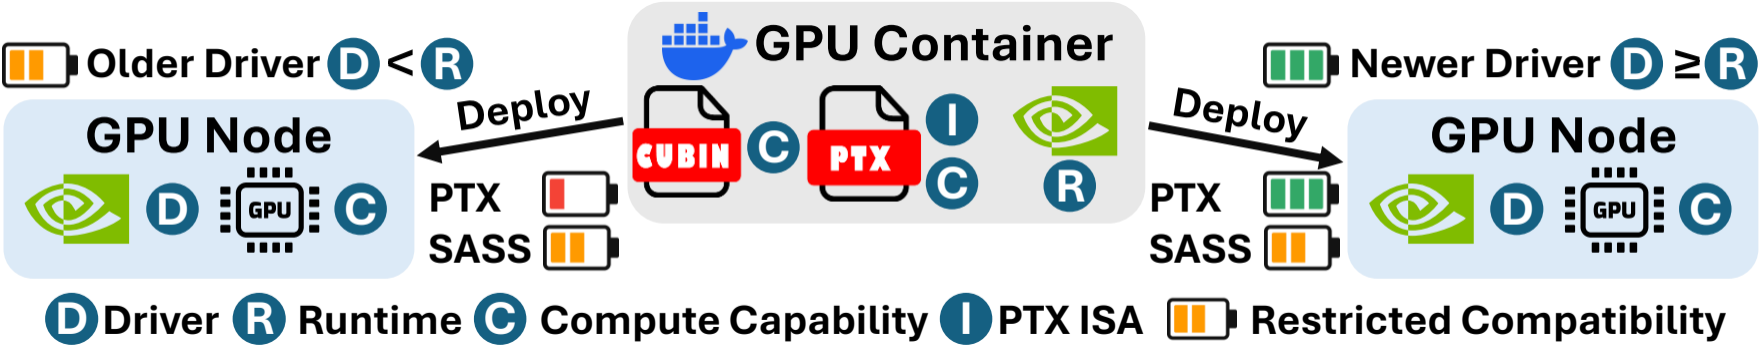 GPU Container
Older Driver D < R
Newer Driver D ≥ R
Deploy
Deploy
GPU Node
D GPU C
CUBIN C
PTX I C
R
GPU Node
D GPU C
PTX
SASS
PTX
SASS
D Driver R Runtime C Compute Capability I PTX ISA Restricted Compatibility